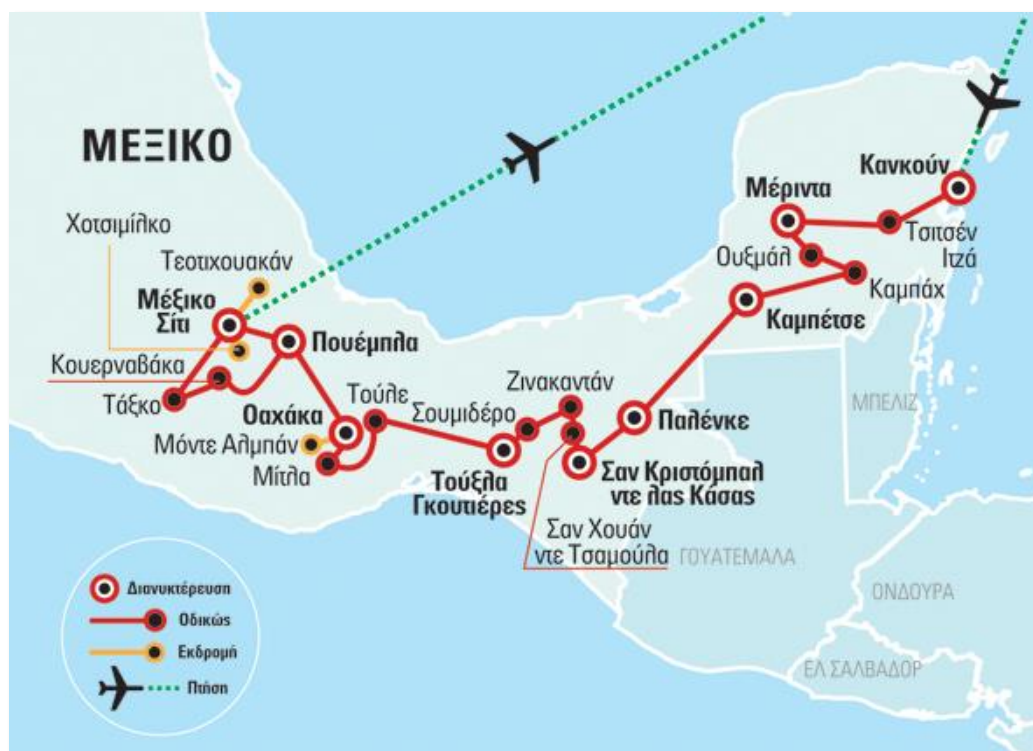 ΜΕΞΙΚΟ
Χοτσιμίλκο
Τεοτιχουακάν
Μέξικο
Σίτι
Κουερναβάκα
Τάξκο
Πουέμπλα
Οαχάκα
Μόντε Αλμπάν
Μίτλα
Τούλε
Σουμιδέρο
Τούξλα
Γκουτιέρες
Ζινακαντάν
Σαν Χουάν
ντε Τσαμούλα
Σαν Κριστόμπαλ
ντε λας Κάσας
Παλένκε
Καμπέτσε
Μέριντα
Ουξμάλ
Καμπάχ
Κανκούν
Τσιτσέν
Ιτζά
ΜΠΕΛΙΖ
ΓΟΥΑΤΕΜΑΛΑ
ΟΝΔΟΥΡΑ
ΕΛ ΣΑΛΒΑΔΟΡ
Διανυκτέρευση
Οδικώς
Εκδρομή
Πτήση